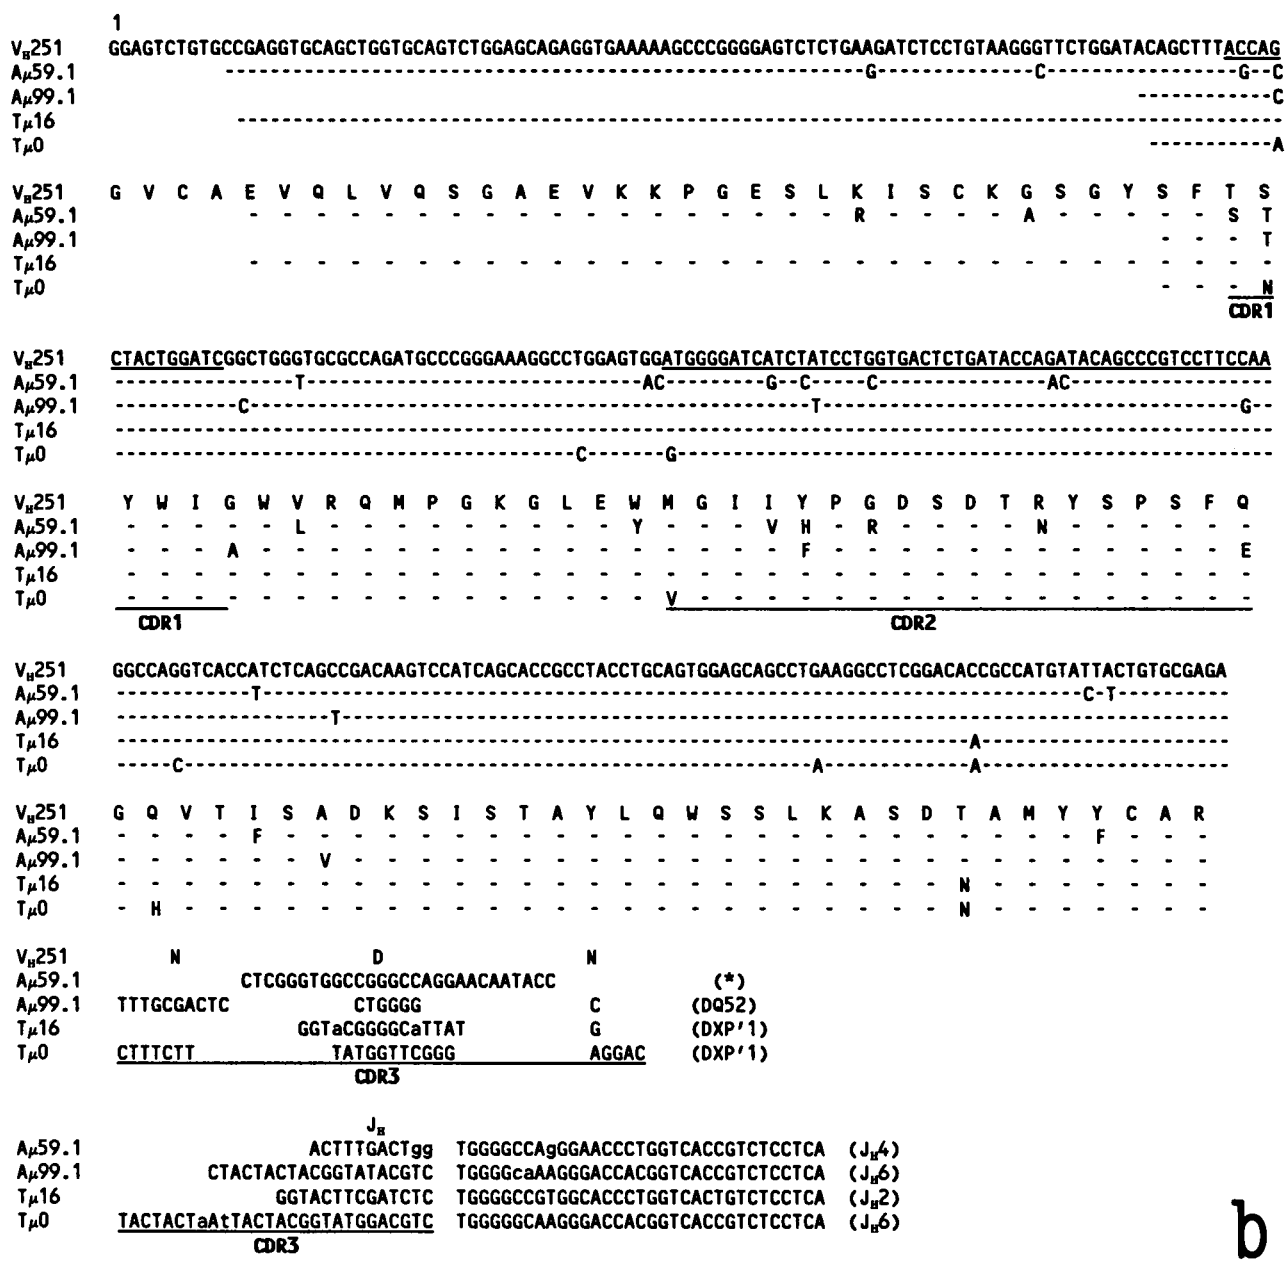 1
VH251 GGAGTCTGTGCCGAGGTGCAGCTGGTGCAGTCTGGAGCAGAGGTGAAAAAGCCCGGGGAGTCTCTGAAGATCTCCTGTAAGGGTTCTGGATACAGCTTTACCAG
Aμ59.1 ---------------------------------------------------------G--------------C-----------------G--C
Aμ99.1 ------------C
Tμ16 ---------------------------------------------------------------------------------------------
Tμ0 -----------A
VH251 G V C A E V Q L V Q S G A E V K K P G E S L K I S C K G S G Y S F T S
Aμ59.1 - - - - - - - - - - - - - - - - - - R - - - - A - - - - - S T
Aμ99.1 - - - T
Tμ16 - - - - - - - - - - - - - - - - - - - - - - - - - - - - - - -
Tμ0 - - - N
CDR1
VH251 CTACTGGATCGGCTGGGTGCGCCAGATGCCCGGGAAAGGCCTGGAGTGGATGGGGATCATCTATCCTGGTGACTCTGATACCAGATACAGCCCGTCCTTCCAA
Aμ59.1 ----------------T------------------------------AC---------G--C-----C---------------AC------------------
Aμ99.1 -----------C--------------------------------------------------T--------------------------------------G--
Tμ16 -------------------------------------------------------------------------------------------------------
Tμ0 -----------------------------------------C-------G-----------------------------------------------------
VH251 Y W I G W V R Q M P G K G L E W M G I I Y P G D S D T R Y S P S F Q
Aμ59.1 - - - - - L - - - - - - - - - Y - - - V H - R - - - - N - - - - - -
Aμ99.1 - - - A - - - - - - - - - - - - - - - - F - - - - - - - - - - - - E
Tμ16 - - - - - - - - - - - - - - - - - - - - - - - - - - - - - - - - - -
Tμ0 - - - - - - - - - - - - - - - - V - - - - - - - - - - - - - - - - -
CDR1 CDR2
VH251 GGCCAGGTCACCATCTCAGCCGACAAGTCCATCAGCACCGCCTACCTGCAGTGGAGCAGCCTGAAGGCCTCGGACACCGCCATGTATTACTGTGCGAGA
Aμ59.1 ------------T--------------------------------------------------------------------------C-T----------
Aμ99.1 -------------------T-------------------------------------------------------------------------------
Tμ16 ----------------------------------------------------------------------------A----------------------
Tμ0 -----C--------------------------------------------------------A-------------A----------------------
VH251 G Q V T I S A D K S I S T A Y L Q W S S L K A S D T A M Y Y C A R
Aμ59.1 - - - - F - - - - - - - - - - - - - - - - - - - - - - - - F - - -
Aμ99.1 - - - - - - V - - - - - - - - - - - - - - - - - - - - - - - - - -
Tμ16 - - - - - - - - - - - - - - - - - - - - - - - - - N - - - - - - -
Tμ0 - H - - - - - - - - - - - - - - - - - - - - - - - N - - - - - - -
VH251 N D N
Aμ59.1 CTCGGGTGGCCGGGCCAGGAACAATACC (*)
Aμ99.1 TTTGCGACTC CTGGGG C (DQ52)
Tμ16 GGTaCGGGGCaTTAT G (DXP'1)
Tμ0 CTTTCTT TATGGTTCGGG AGGAC (DXP'1)
CDR3
JH
Aμ59.1 ACTTTGACTgg TGGGGCCAgGGAACCCTGGTCACCGTCTCCTCA (JH4)
Aμ99.1 CTACTACTACGGTATACGTC TGGGGcaAAGGGACCACGGTCACCGTCTCCTCA (JH6)
Tμ16 GGTACTTCGATCTC TGGGGCCGTGGCACCCTGGTCACTGTCTCCTCA (JH2)
Tμ0 TACTACTaAtTACTACGGTATGGACGTC TGGGGGCAAGGGACCACGGTCACCGTCTCCTCA (JH6)
CDR3
b